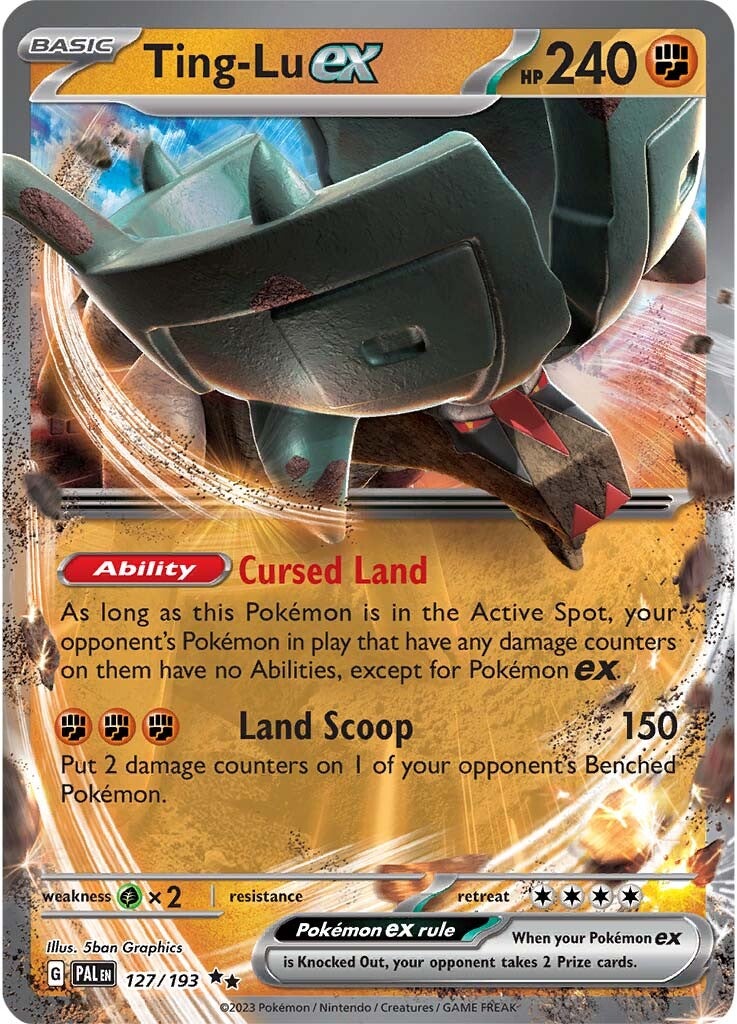 BASIC
Ting-Lu ex
HP 240
Ability Cursed Land
As long as this Pokémon is in the Active Spot, your
opponent's Pokémon in play that have any damage counters
on them have no Abilities, except for Pokémon ex.
Land Scoop 150
Put 2 damage counters on 1 of your opponent's Benched
Pokémon.
weakness ×2 resistance retreat
Illus. 5ban Graphics
G PAL EN 127/193
Pokémon ex rule When your Pokémon ex
is Knocked Out, your opponent takes 2 Prize cards.
©2023 Pokémon / Nintendo / Creatures / GAME FREAK